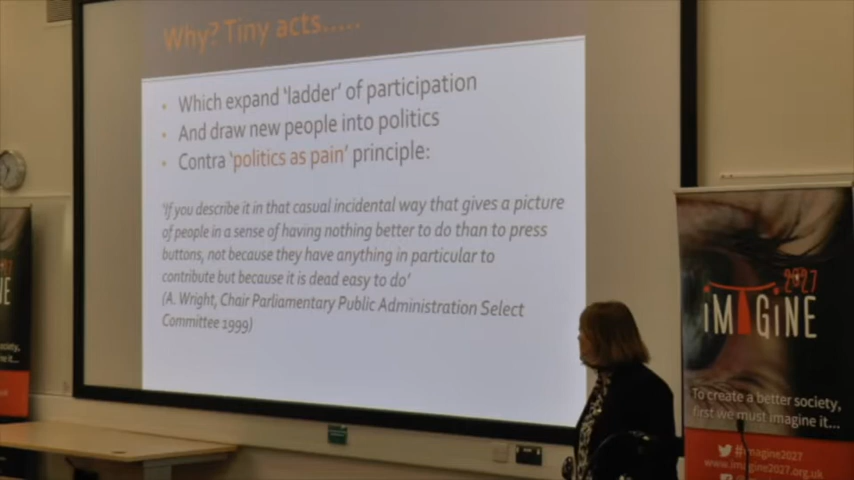 Why? Tiny acts.....
• Which expand 'ladder' of participation
• And draw new people into politics
• Contra 'politics as pain' principle:
'If you describe it in that casual incidental way that gives a picture
of people in a sense of having nothing better to do than to press
buttons, not because they have anything in particular to
contribute but because it is dead easy to do'
(A. Wright, Chair Parliamentary Public Administration Select
Committee 1999)
2027
iMAGiNE
To create a better society,
first we must imagine it...
#imagine2027
www.imagine2027.org.uk